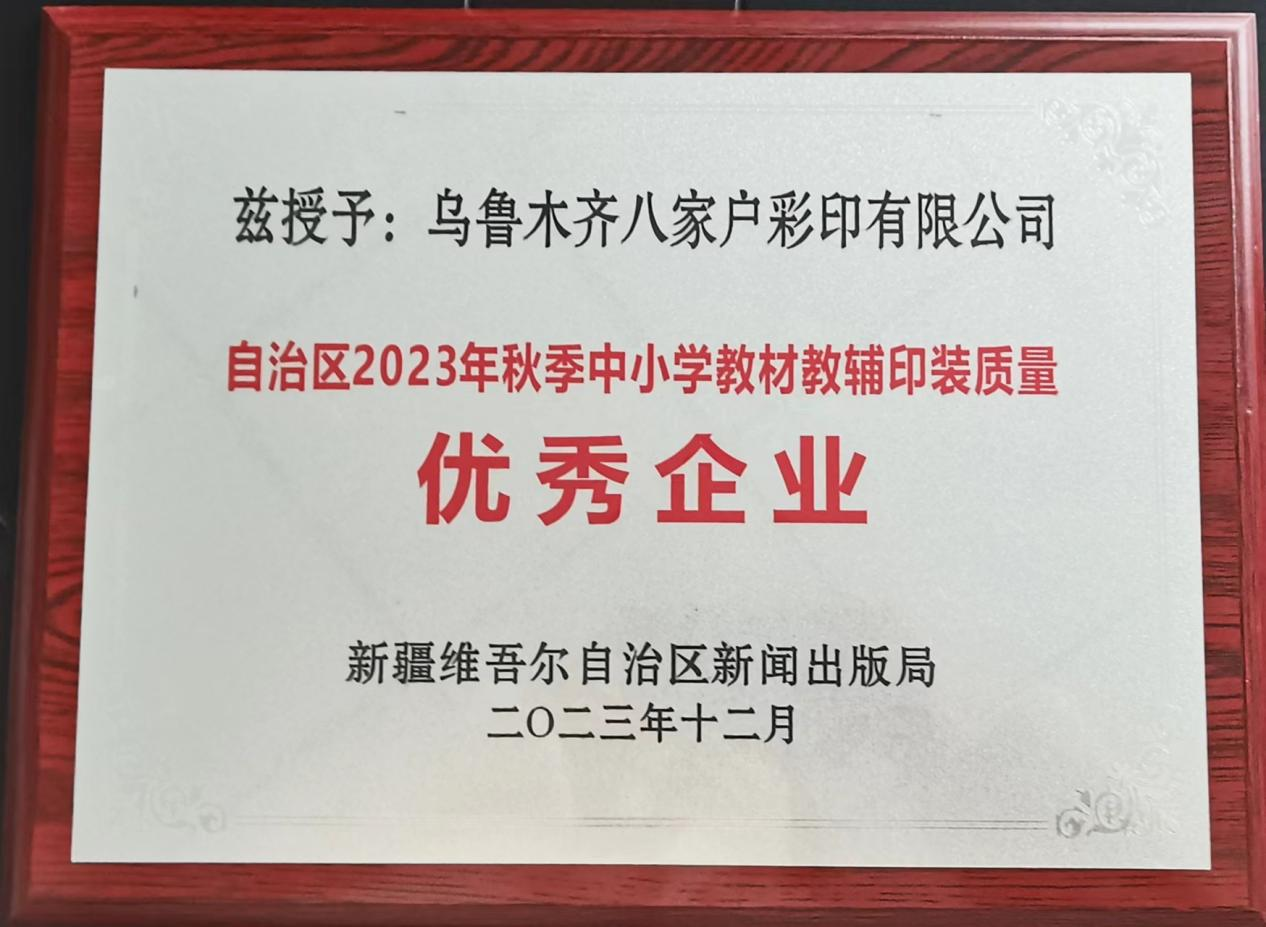 兹授予：乌鲁木齐八家户彩印有限公司
自治区2023年秋季中小学教材教辅印装质量
优秀企业
新疆维吾尔自治区新闻出版局
二〇二三年十二月